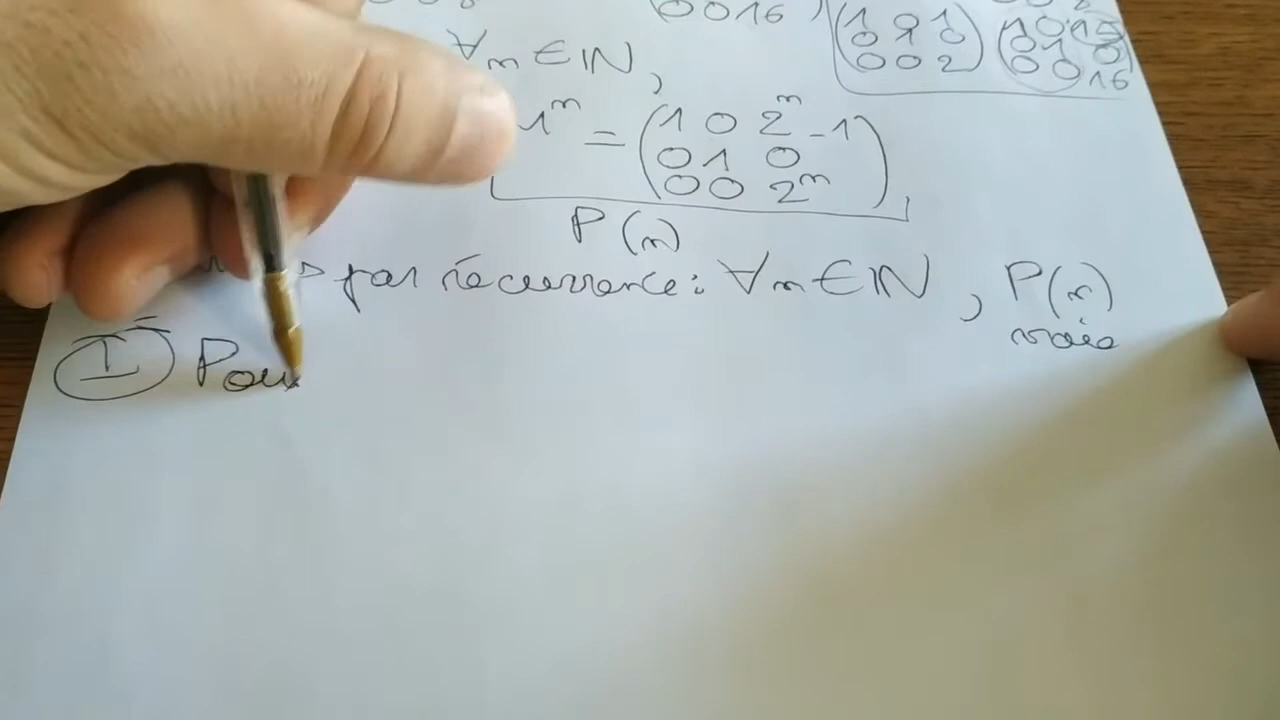 0 0 16
(1 0 1) (1 0 15)
(0 1 0) (0 1 0)
(0 0 2) (0 0 16)
∀n ∈ ℕ,
ⁿ = (1 0 2ⁿ-1)
(0 1 0)
(0 0 2ⁿ),
P(n)
par récurrence : ∀n ∈ ℕ, P(n)
vraie
Ⓘ Pour